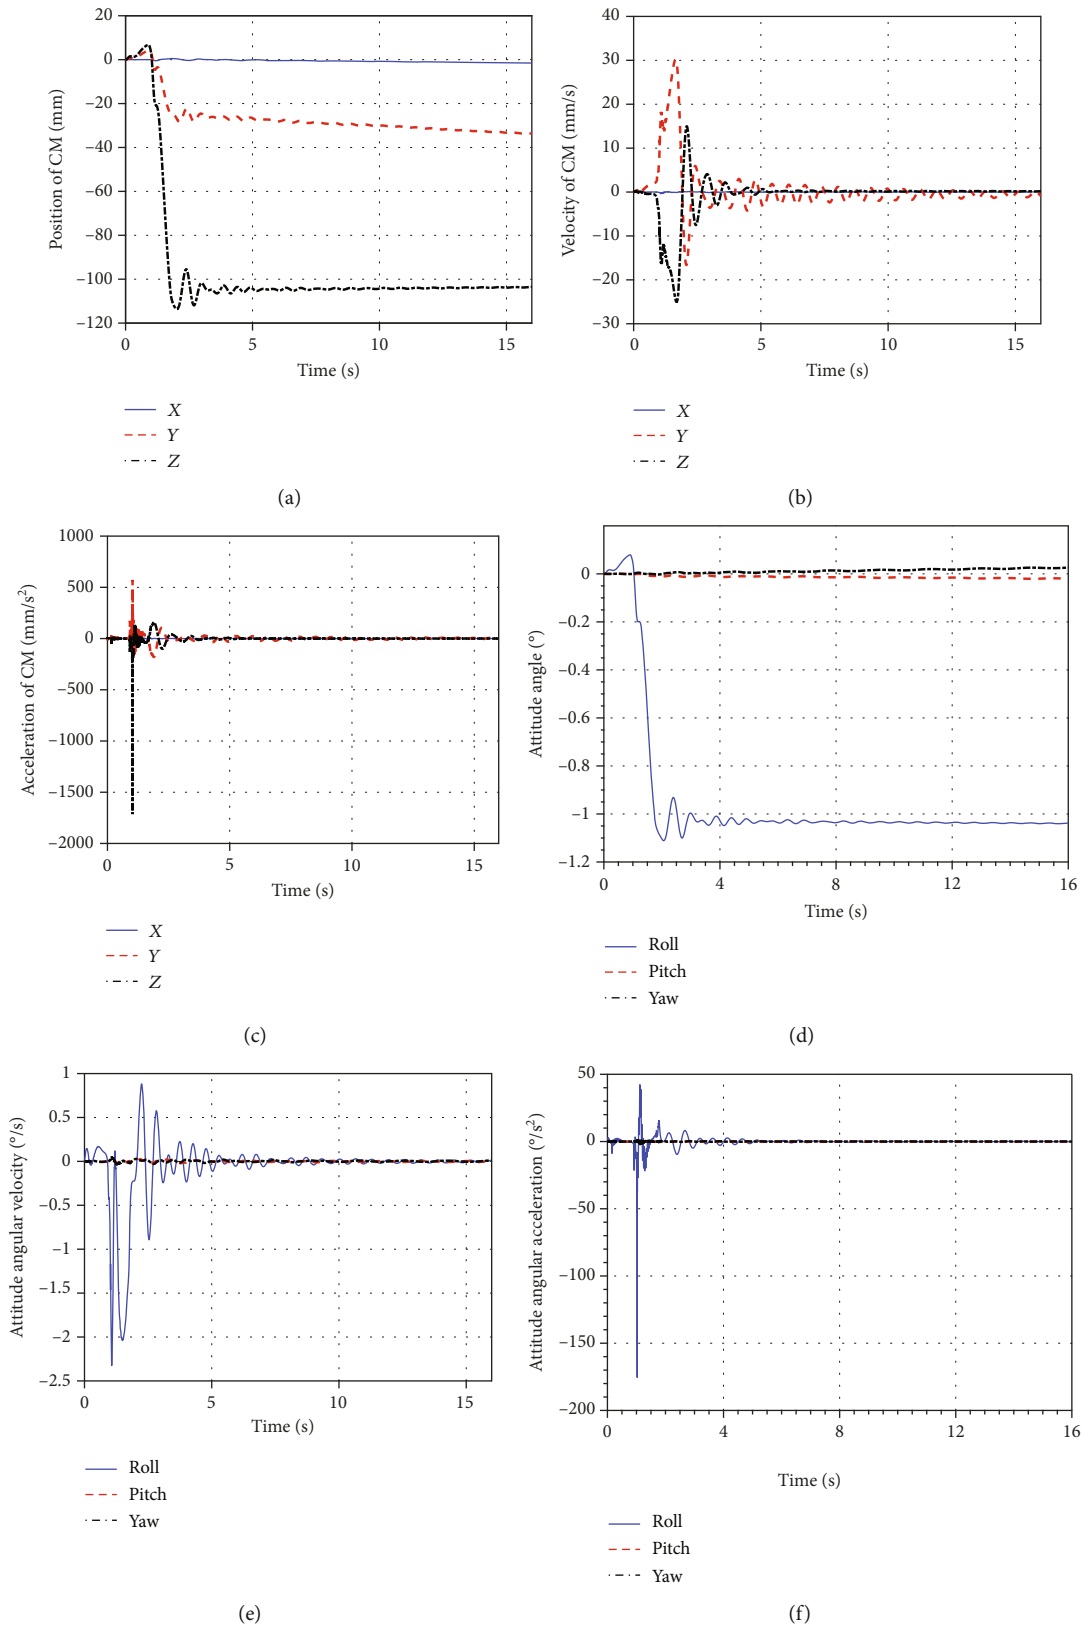 20
0
−20
−40
−60
−80
−100
−120
Position of CM (mm)
0
5
10
15
Time (s)
X
Y
Z
(a)
40
30
20
10
0
−10
−20
−30
Velocity of CM (mm/s)
0
5
10
15
Time (s)
X
Y
Z
(b)
1000
500
0
−500
−1000
−1500
−2000
Acceleration of CM (mm/s²)
0
5
10
15
Time (s)
X
Y
Z
(c)
0
−0.2
−0.4
−0.6
−0.8
−1
−1.2
Attitude angle (°)
0
4
8
12
16
Time (s)
Roll
Pitch
Yaw
(d)
1
0.5
0
−0.5
−1
−1.5
−2
−2.5
Attitude angular velocity (°/s)
0
5
10
15
Time (s)
Roll
Pitch
Yaw
(e)
50
0
−50
−100
−150
−200
Attitude angular acceleration (°/s²)
0
4
8
12
16
Time (s)
Roll
Pitch
Yaw
(f)